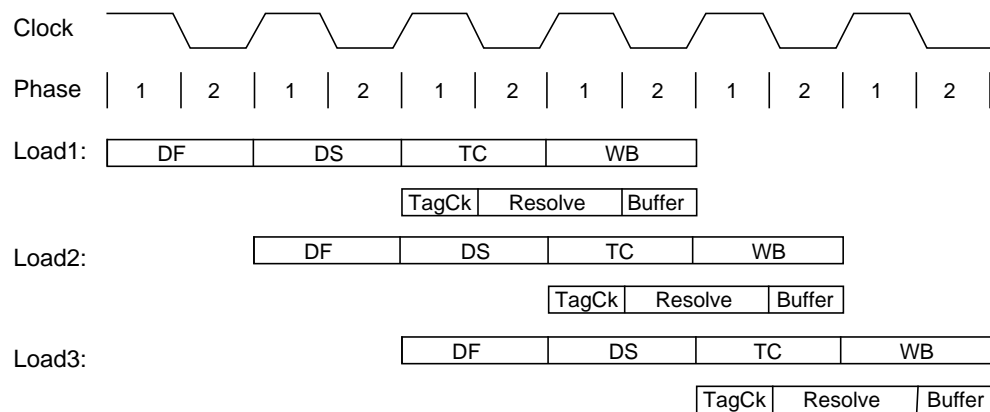 Clock
Phase 1 2 1 2 1 2 1 2 1 2 1 2
Load1: DF DS TC WB
TagCk Resolve Buffer
Load2: DF DS TC WB
TagCk Resolve Buffer
Load3: DF DS TC WB
TagCk Resolve Buffer